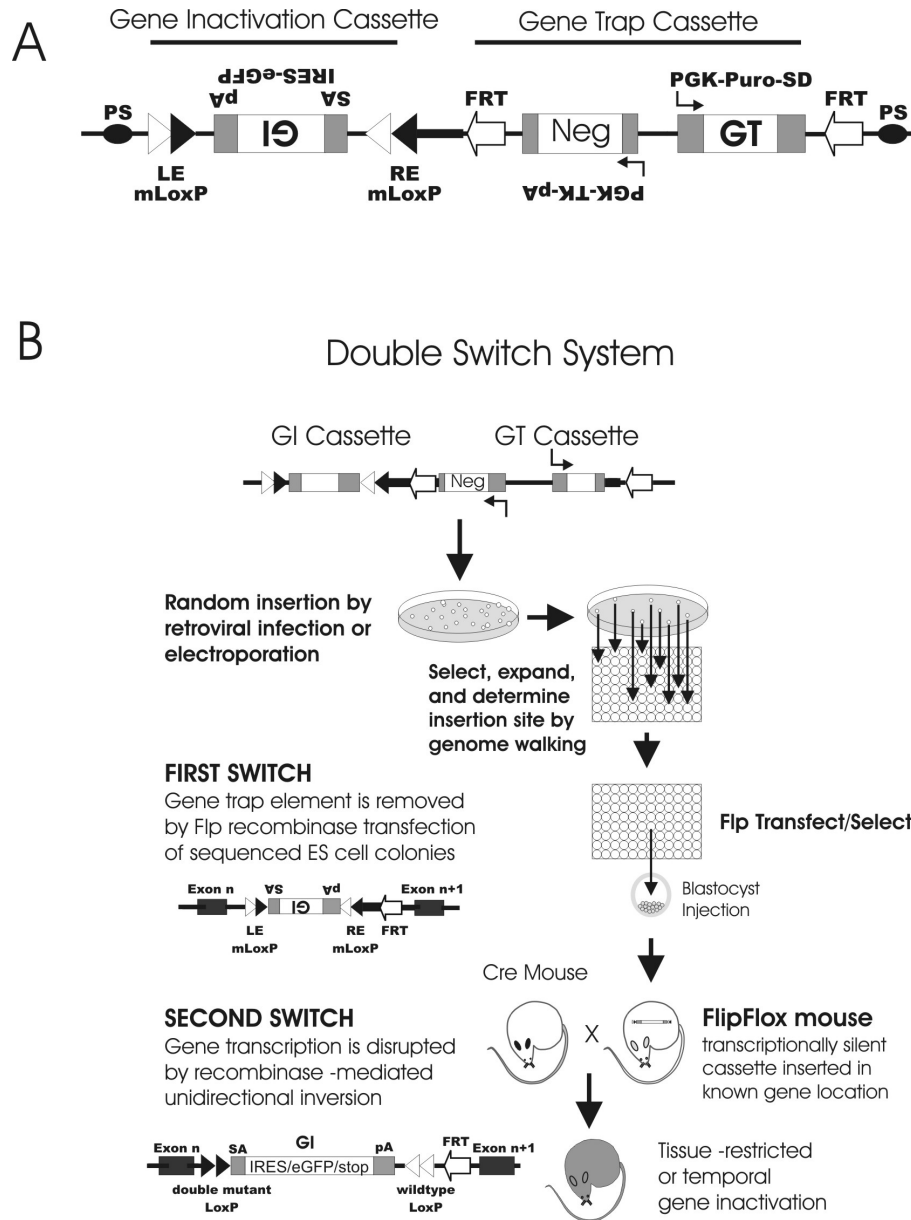 A
Gene Inactivation Cassette
Gene Trap Cassette
PS
pA
IRES-eGFP
SA
GI
LE
mLoxP
RE
mLoxP
FRT
Neg
PGK-TK-pA
PGK-Puro-SD
GT
FRT
PS
B
Double Switch System
GI Cassette
GT Cassette
Neg
Random insertion by
retroviral infection or
electroporation
Select, expand,
and determine
insertion site by
genome walking
FIRST SWITCH
Gene trap element is removed
by Flp recombinase transfection
of sequenced ES cell colonies
Flp Transfect/Select
Blastocyst
Injection
Exon n
SA
GI
pA
Exon n+1
LE
mLoxP
RE
mLoxP
FRT
Cre Mouse
X
SECOND SWITCH
Gene transcription is disrupted
by recombinase -mediated
unidirectional inversion
FlipFlox mouse
transcriptionally silent
cassette inserted in
known gene location
Exon n
SA
GI
IRES/eGFP/stop
pA
FRT
Exon n+1
double mutant
LoxP
wildtype
LoxP
Tissue -restricted
or temporal
gene inactivation